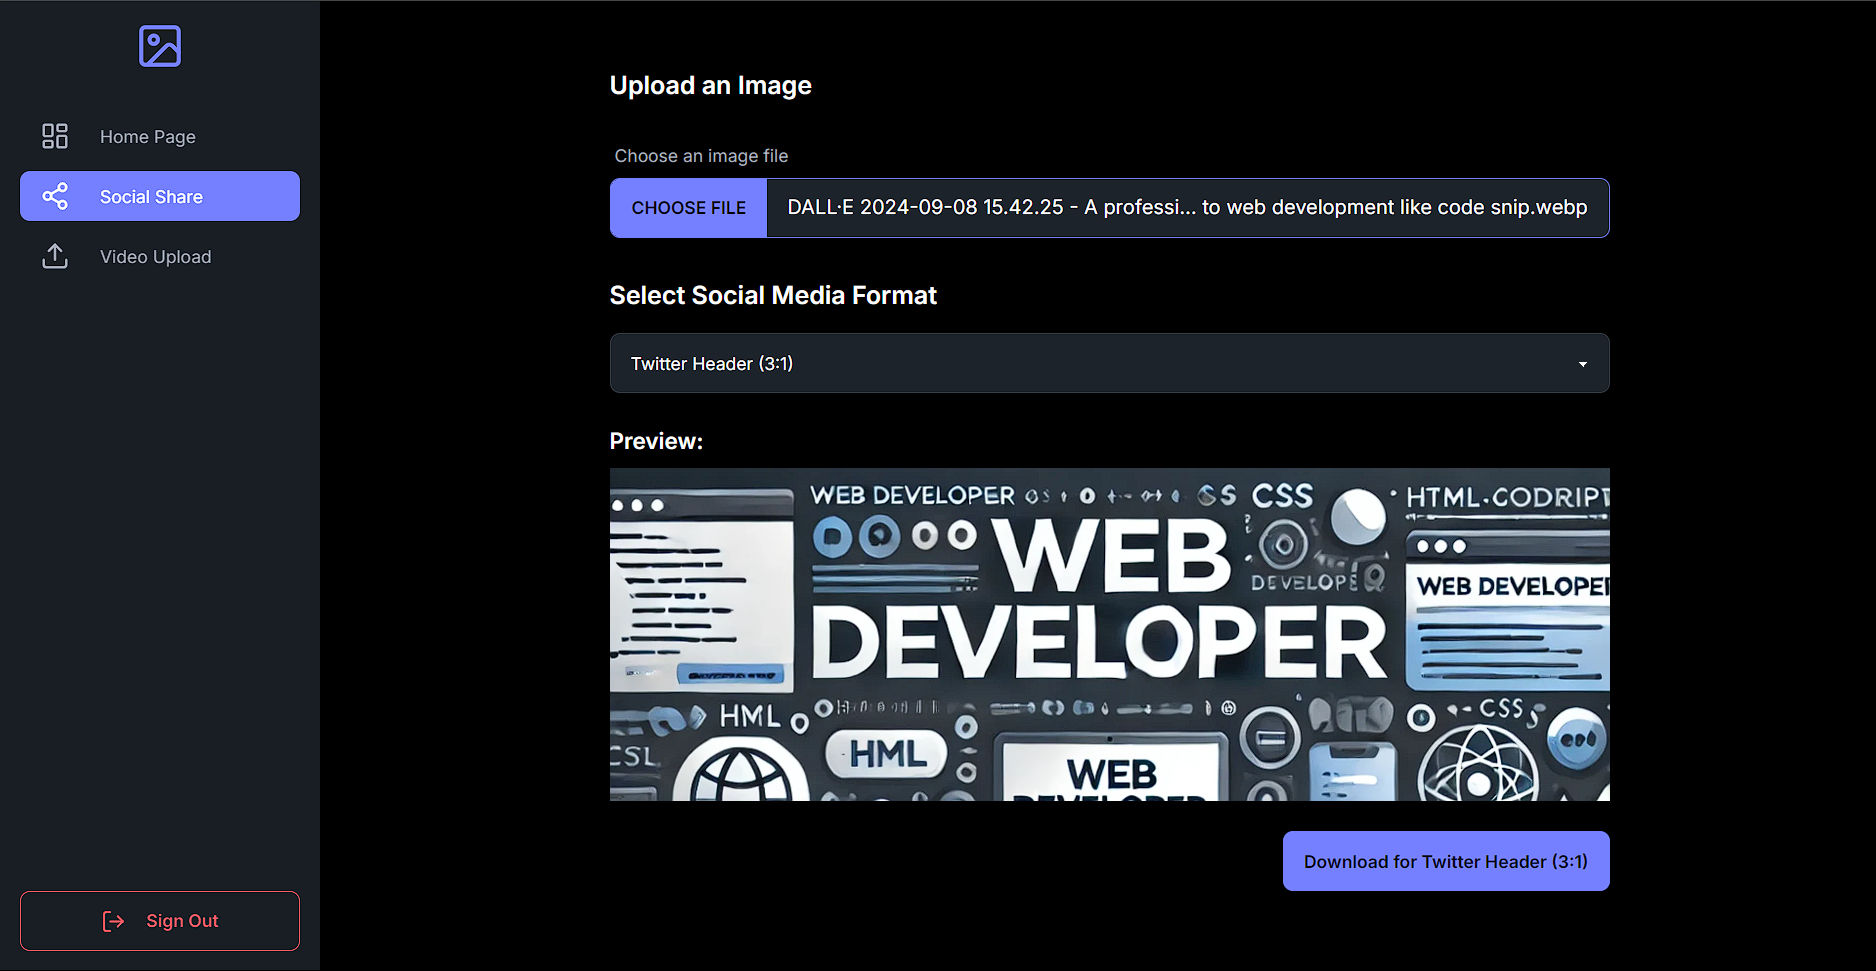 Home Page
Social Share
Video Upload
Sign Out
Upload an Image
Choose an image file
CHOOSE FILE
DALL·E 2024-09-08 15.42.25 - A professi... to web development like code snip.webp
Select Social Media Format
Twitter Header (3:1)
Preview:
WEB DEVELOPER
S CSS
HTML.CODRIPT
WEB
DEVELOPER
DEVELOPE
WEB DEVELOPER
HML
CSS
CSL
HML
WEB
DEVELOPER
Download for Twitter Header (3:1)